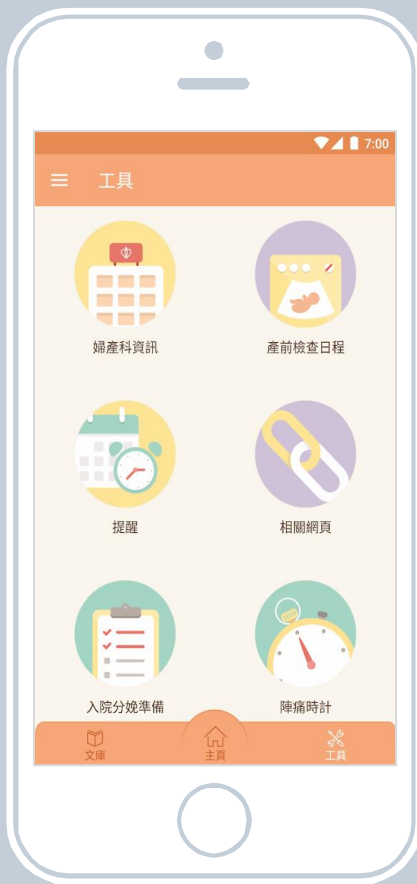 7:00
工具
婦產科資訊
產前檢查日程
提醒
相關網頁
入院分娩準備
陣痛時計
文庫
主頁
工具